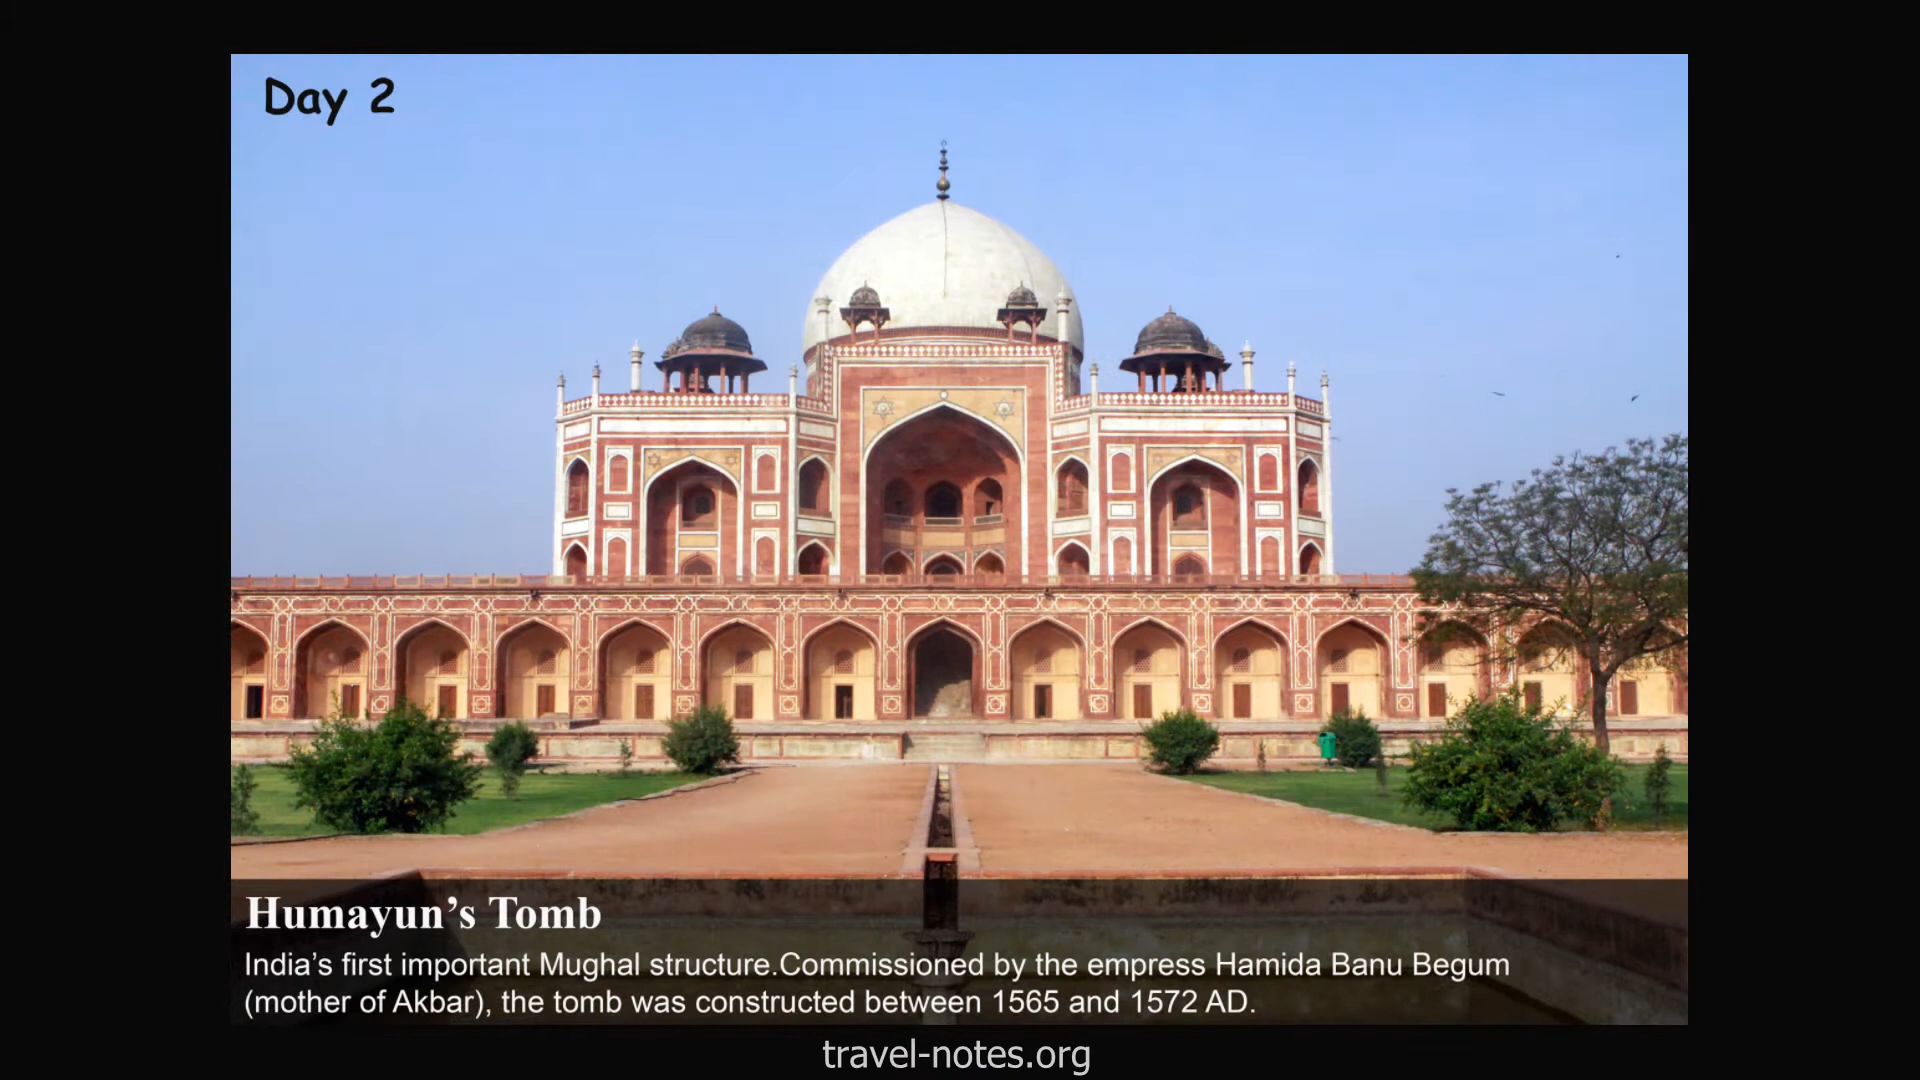 Day 2
Humayun’s Tomb
India’s first important Mughal structure.Commissioned by the empress Hamida Banu Begum
(mother of Akbar), the tomb was constructed between 1565 and 1572 AD.
travel-notes.org